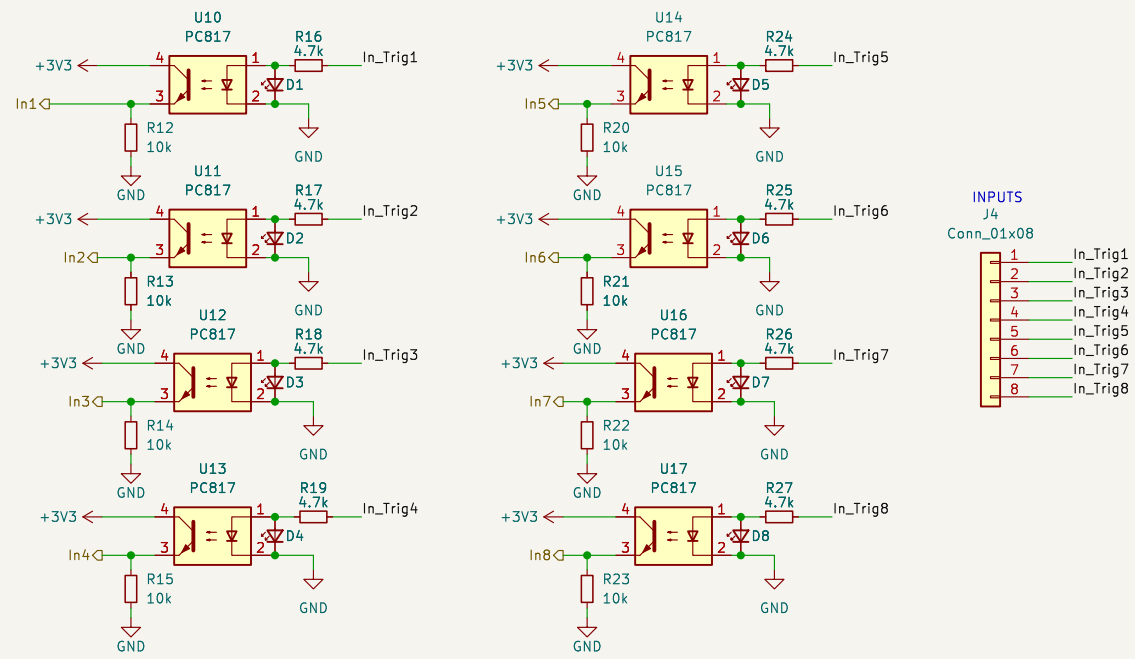 U10
PC817
+3V3
4
1
R16
4.7k
In_Trig1
In1
3
2
D1
R12
10k
GND
GND
U11
PC817
+3V3
4
1
R17
4.7k
In_Trig2
In2
3
2
D2
R13
10k
GND
GND
U12
PC817
+3V3
4
1
R18
4.7k
In_Trig3
In3
3
2
D3
R14
10k
GND
GND
U13
PC817
+3V3
4
1
R19
4.7k
In_Trig4
In4
3
2
D4
R15
10k
GND
GND
U14
PC817
+3V3
4
1
R24
4.7k
In_Trig5
In5
3
2
D5
R20
10k
GND
GND
U15
PC817
+3V3
4
1
R25
4.7k
In_Trig6
In6
3
2
D6
R21
10k
GND
GND
U16
PC817
+3V3
4
1
R26
4.7k
In_Trig7
In7
3
2
D7
R22
10k
GND
GND
U17
PC817
+3V3
4
1
R27
4.7k
In_Trig8
In8
3
2
D8
R23
10k
GND
GND
INPUTS
J4
Conn_01x08
1 In_Trig1
2 In_Trig2
3 In_Trig3
4 In_Trig4
5 In_Trig5
6 In_Trig6
7 In_Trig7
8 In_Trig8